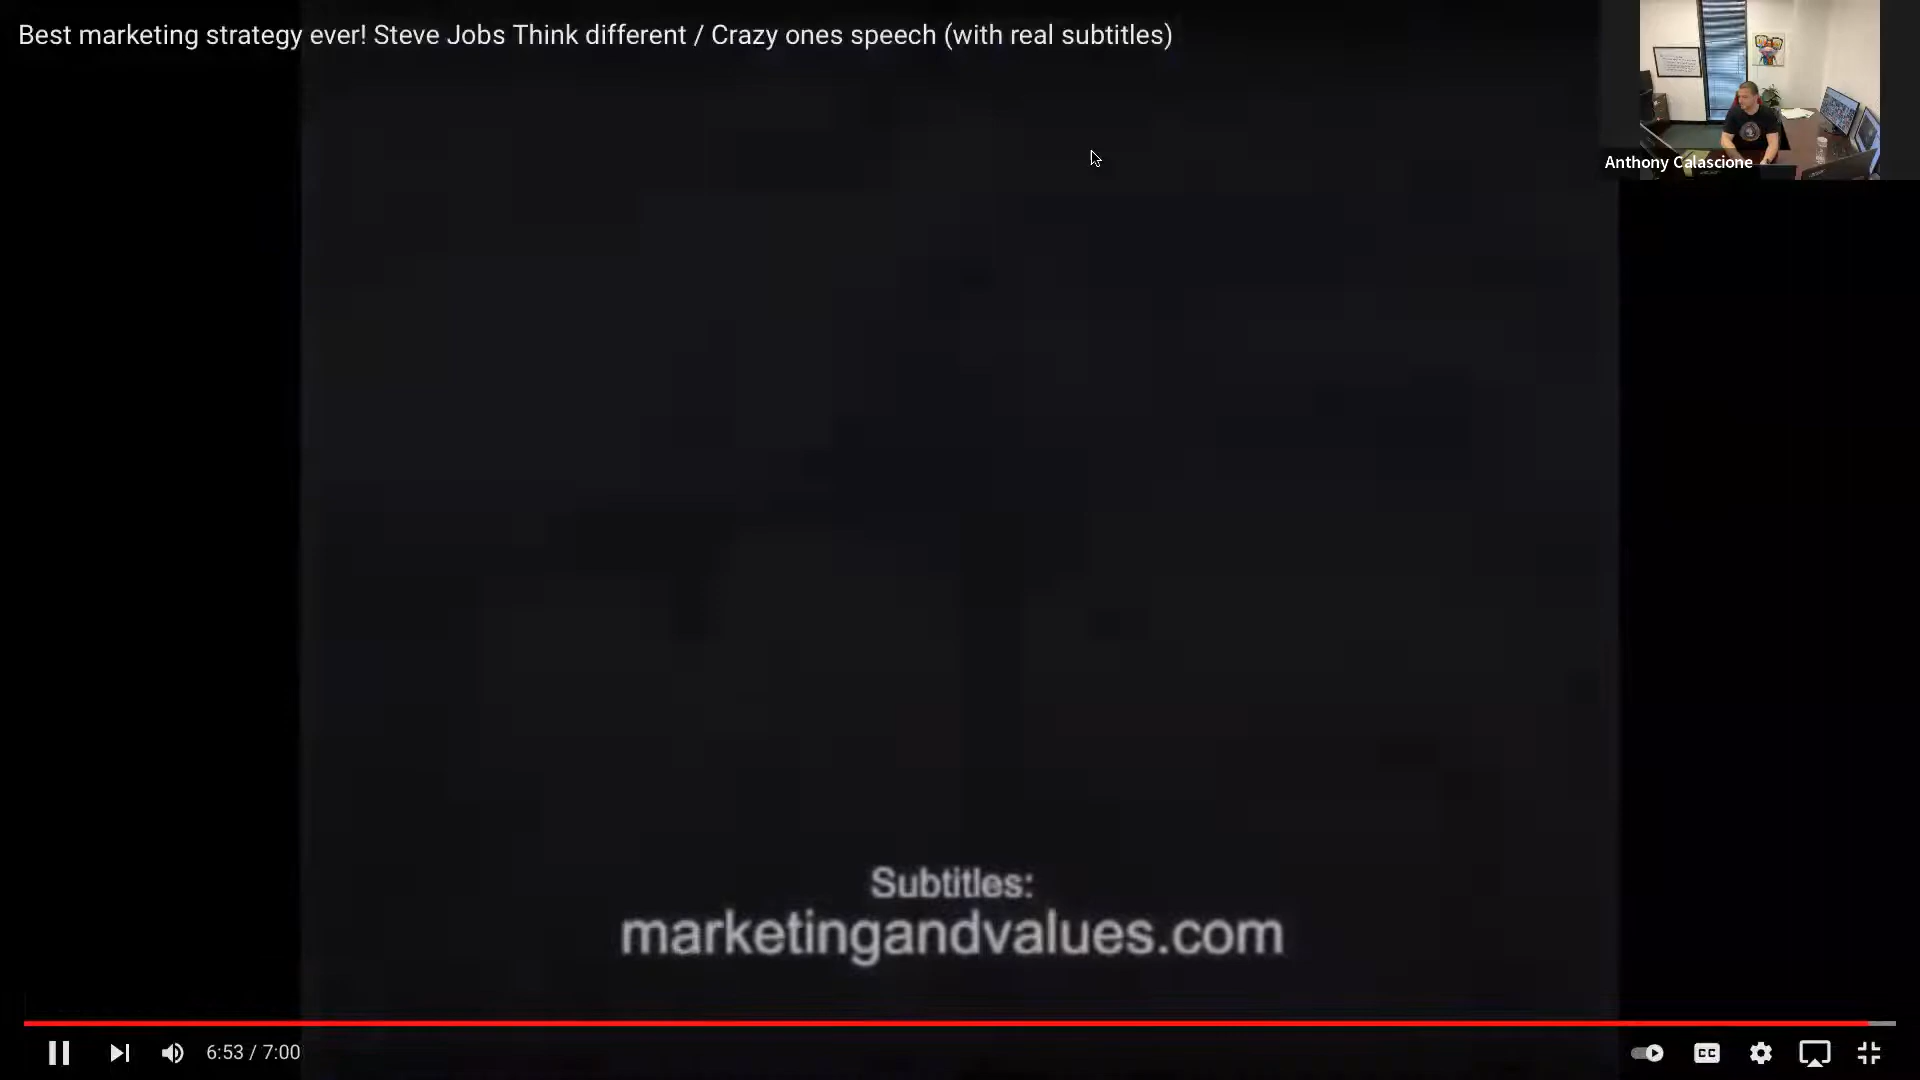 Best marketing strategy ever! Steve Jobs Think different / Crazy ones speech (with real subtitles)
Anthony Calascione
Subtitles:
marketingandvalues.com
6:53 / 7:00
CC